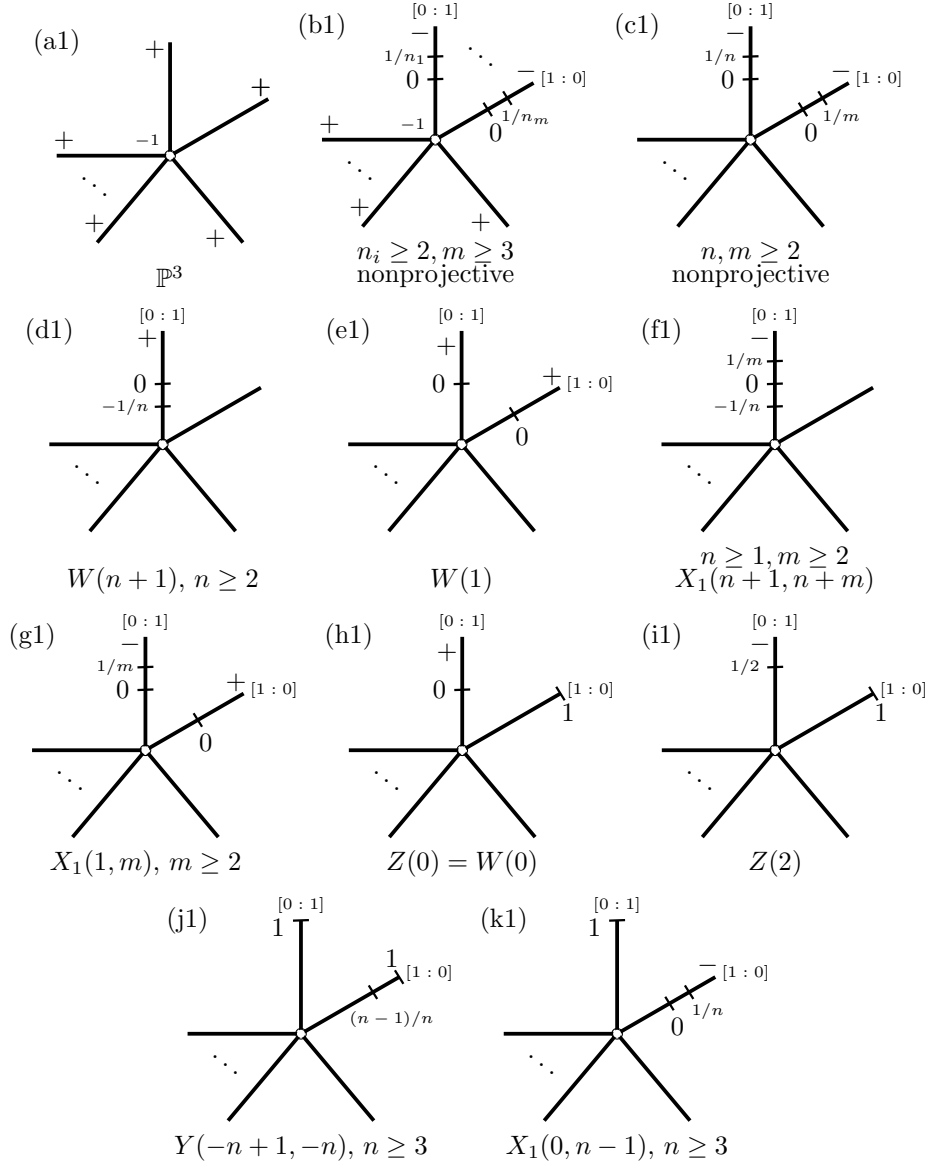 (a1)
+
+
+
-1
+
+
ℙ³
(b1)
[0 : 1]
−
1/n₁
0
−
[1 : 0]
1/nₘ
0
+
-1
+
+
nᵢ ≥ 2, m ≥ 3
nonprojective
(c1)
[0 : 1]
−
1/n
0
−
[1 : 0]
1/m
0
-1
n, m ≥ 2
nonprojective
(d1)
[0 : 1]
+
0
−1/n
W(n + 1), n ≥ 2
(e1)
[0 : 1]
+
0
+
[1 : 0]
0
W(1)
(f1)
[0 : 1]
−
1/m
0
−1/n
n ≥ 1, m ≥ 2
X₁(n + 1, n + m)
(g1)
[0 : 1]
−
1/m
0
+
[1 : 0]
0
X₁(1, m), m ≥ 2
(h1)
[0 : 1]
+
0
[1 : 0]
1
Z(0) = W(0)
(i1)
[0 : 1]
−
1/2
[1 : 0]
1
Z(2)
(j1)
[0 : 1]
1
1
[1 : 0]
(n − 1)/n
Y(−n + 1, −n), n ≥ 3
(k1)
[0 : 1]
1
−
[1 : 0]
1/n
0
X₁(0, n − 1), n ≥ 3